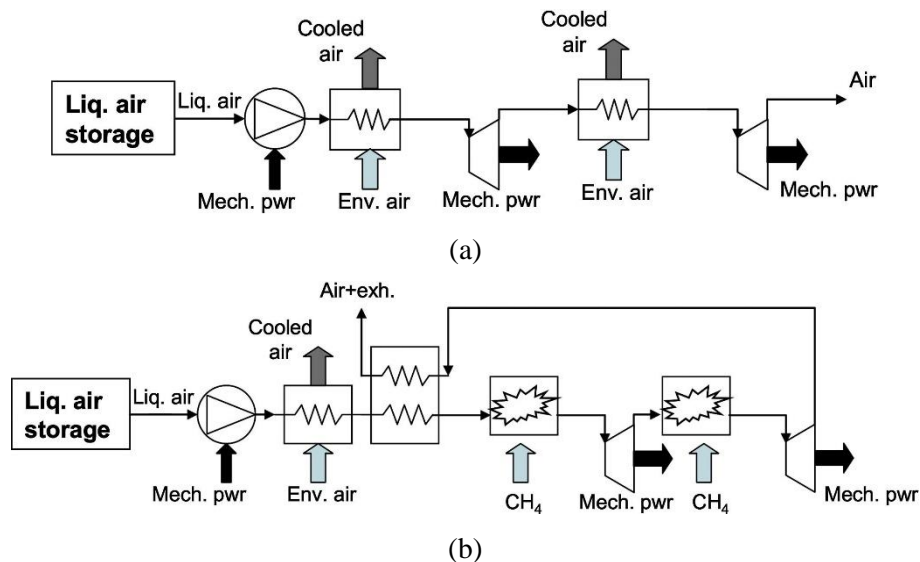 Cooled
air
Cooled
air
Air
Liq. air
storage
Liq. air
Mech. pwr
Env. air
Mech. pwr
Env. air
Mech. pwr
(a)
Air+exh.
Cooled
air
Liq. air
storage
Liq. air
Mech. pwr
Env. air
CH₄
Mech. pwr
CH₄
Mech. pwr
(b)